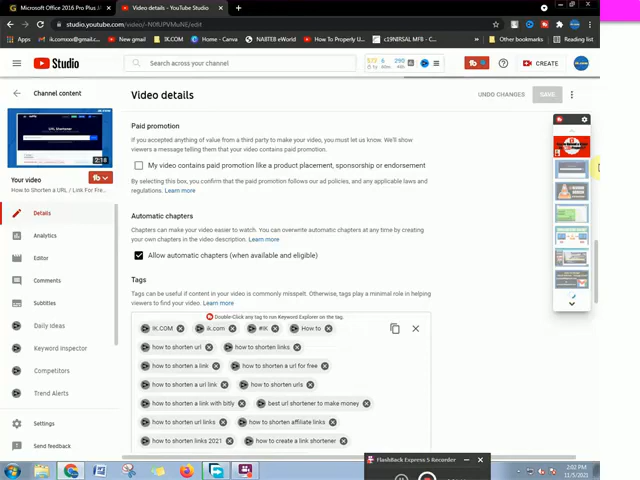 Microsoft Office 2016 Pro Plus
Video details - YouTube Studio
studio.youtube.com/video/-N0fUPVMuNE/edit
Apps
ik.comxxx@gmail.c...
New gmail
IK.COM
Home - Canva
NABTEB eWorld
How To Properly U...
c19NIRSAL MFB - C...
Other bookmarks
Reading list
Studio
Search across your channel
CREATE
Channel content
Video details
UNDO CHANGES
SAVE
2:18
Your video
How to Shorten a URL / Link For Fre...
Details
Analytics
Editor
Comments
Subtitles
Daily Ideas
Keyword Inspector
Competitors
Trend Alerts
Settings
Send feedback
Paid promotion
If you accepted anything of value from a third party to make your video, you must let us know. We'll show
viewers a message telling them that your video contains paid promotion.
My video contains paid promotion like a product placement, sponsorship or endorsement
By selecting this box, you confirm that the paid promotion follows our ad policies, and any applicable laws and
regulations. Learn more
Automatic chapters
Chapters can make your video easier to watch. You can overwrite automatic chapters at any time by creating
your own chapters in the video description. Learn more
Allow automatic chapters (when available and eligible)
Tags
Tags can be useful if content in your video is commonly misspelt. Otherwise, tags play a minimal role in helping
viewers to find your video. Learn more
Double-Click any tag to run Keyword Explorer on the tag.
IK.COM
ik.com
#IK
How to
how to shorten url
how to shorten links
how to shorten a link
how to shorten a url for free
how to shorten a url link
how to shorten urls
how to shorten a link with bitly
best url shortener to make money
how to shorten url links
how to shorten affiliate links
how to shorten links 2021
how to create a link shortener
FlashBack Express 5 Recorder
2:02 PM
11/5/2021